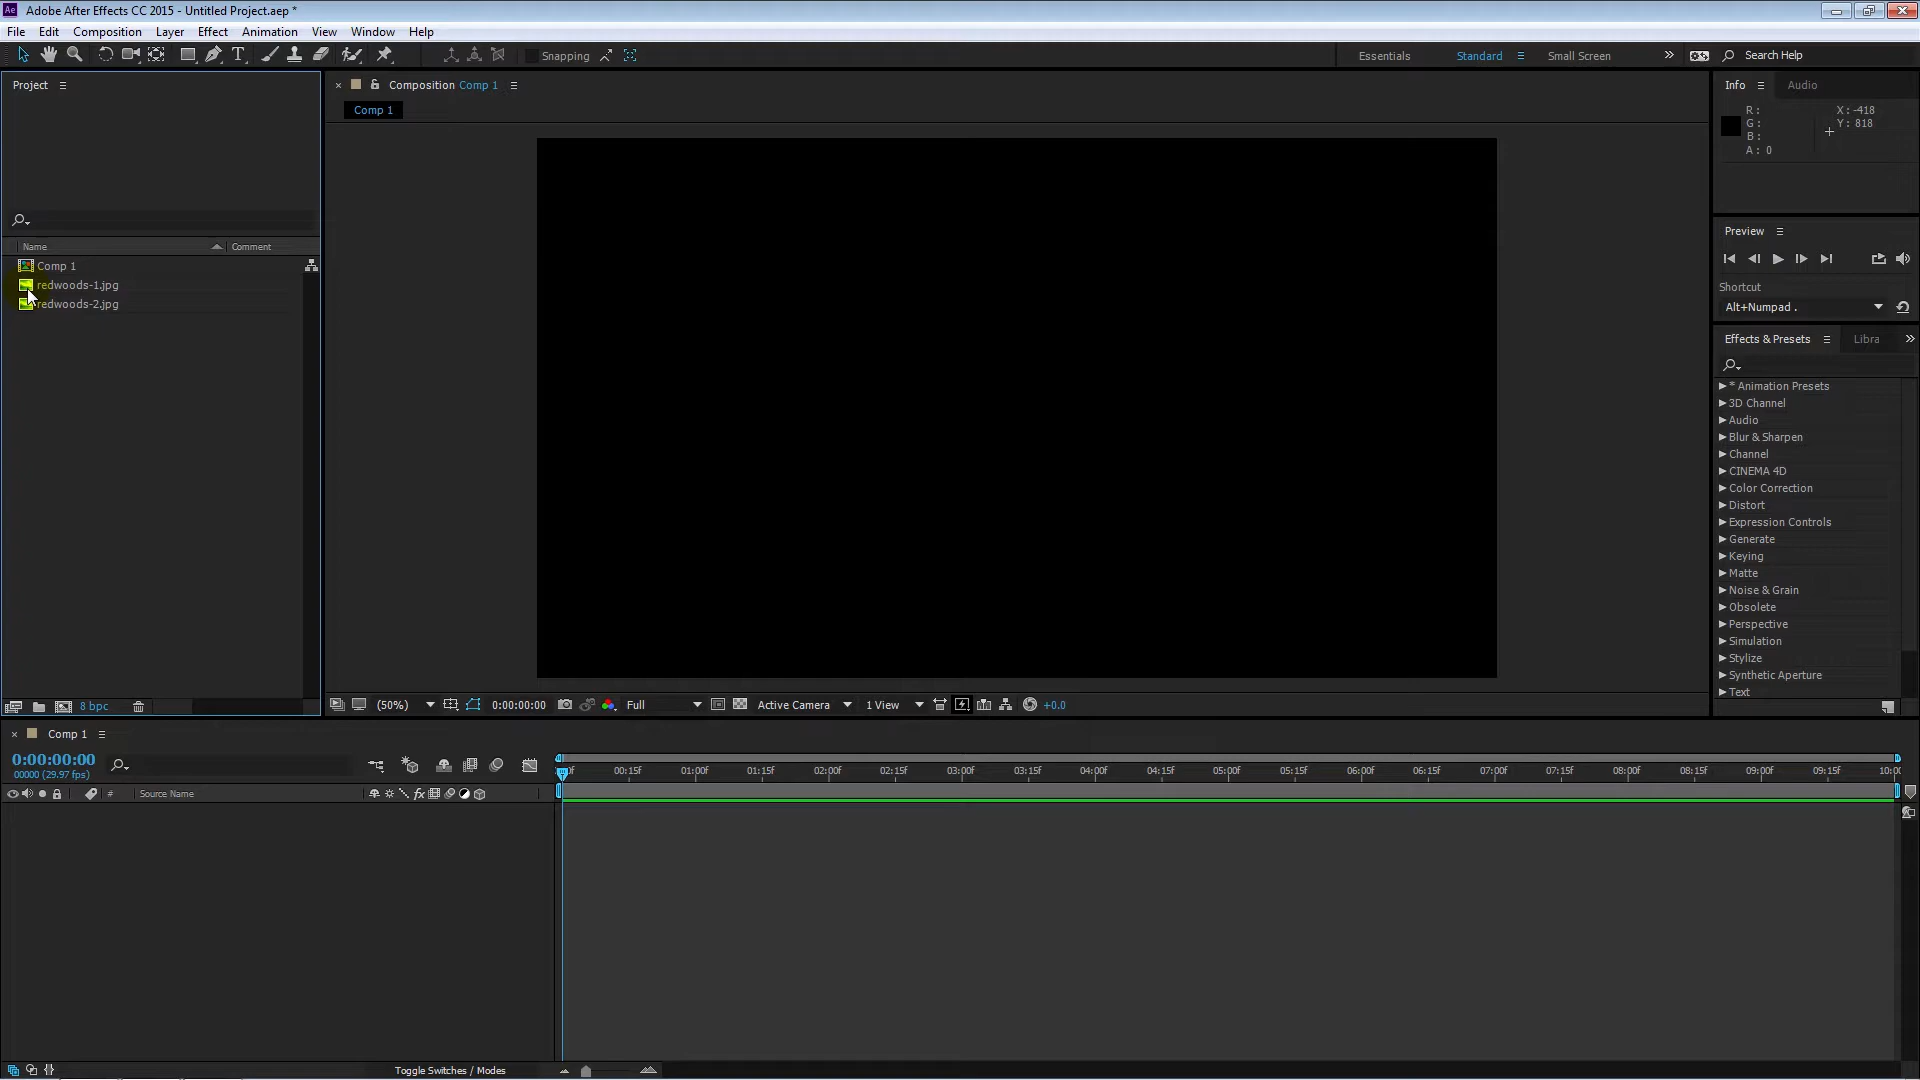 Adobe After Effects CC 2015 - Untitled Project.aep *
File Edit Composition Layer Effect Animation View Window Help
Snapping
Essentials Standard Small Screen Search Help
Project
Composition Comp 1
Comp 1
Info Audio
R :
G :
B :
A : 0
X : -418
Y : 818
Preview
Shortcut
Alt+Numpad .
Name Comment
Comp 1
redwoods-1.jpg
redwoods-2.jpg
Effects & Presets Libra
* Animation Presets
3D Channel
Audio
Blur & Sharpen
Channel
CINEMA 4D
Color Correction
Distort
Expression Controls
Generate
Keying
Matte
Noise & Grain
Obsolete
Perspective
Simulation
Stylize
Synthetic Aperture
Text
8 bpc
(50%) 0:00:00:00 Full Active Camera 1 View +0.0
Comp 1
0:00:00:00
00000 (29.97 fps)
00:15f 01:00f 01:15f 02:00f 02:15f 03:00f 03:15f 04:00f 04:15f 05:00f 05:15f 06:00f 06:15f 07:00f 07:15f 08:00f 08:15f 09:00f 09:15f
# Source Name fx
Toggle Switches / Modes